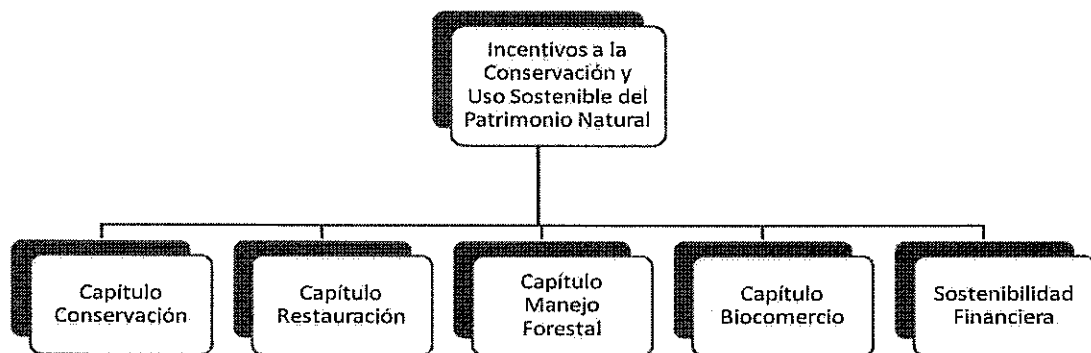 Incentivos a la
Conservación y
Uso Sostenible del
Patrimonio Natural
Capítulo
Conservación
Capítulo
Restauración
Capítulo
Manejo
Forestal
Capítulo
Biocomercio
Sostenibilidad
Financiera